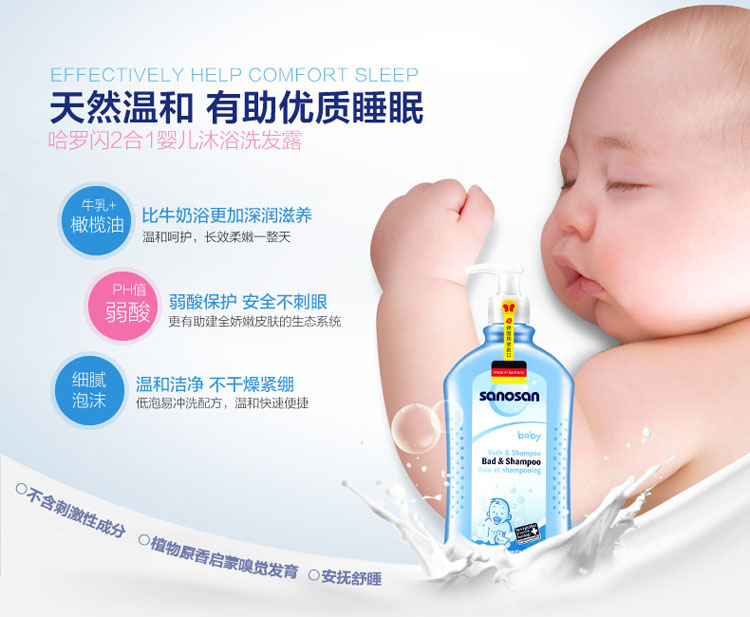 EFFECTIVELY HELP COMFORT SLEEP
天然温和 有助优质睡眠
哈罗闪2合1婴儿沐浴洗发露
牛乳+
橄榄油
比牛奶浴更加深润滋养
温和呵护，长效柔嫩一整天
PH值
弱酸
弱酸保护 安全不刺眼
更有助建全娇嫩皮肤的生态系统
细腻
泡沫
温和洁净 不干燥紧绷
低泡易冲洗配方，温和快速便捷
不含刺激性成分
植物原香启蒙嗅觉发育
安抚舒睡
德国原装进口
Made in Germany
sanosan
baby
Bath & Shampoo
Bad & Shampoo
Bain et shampooing